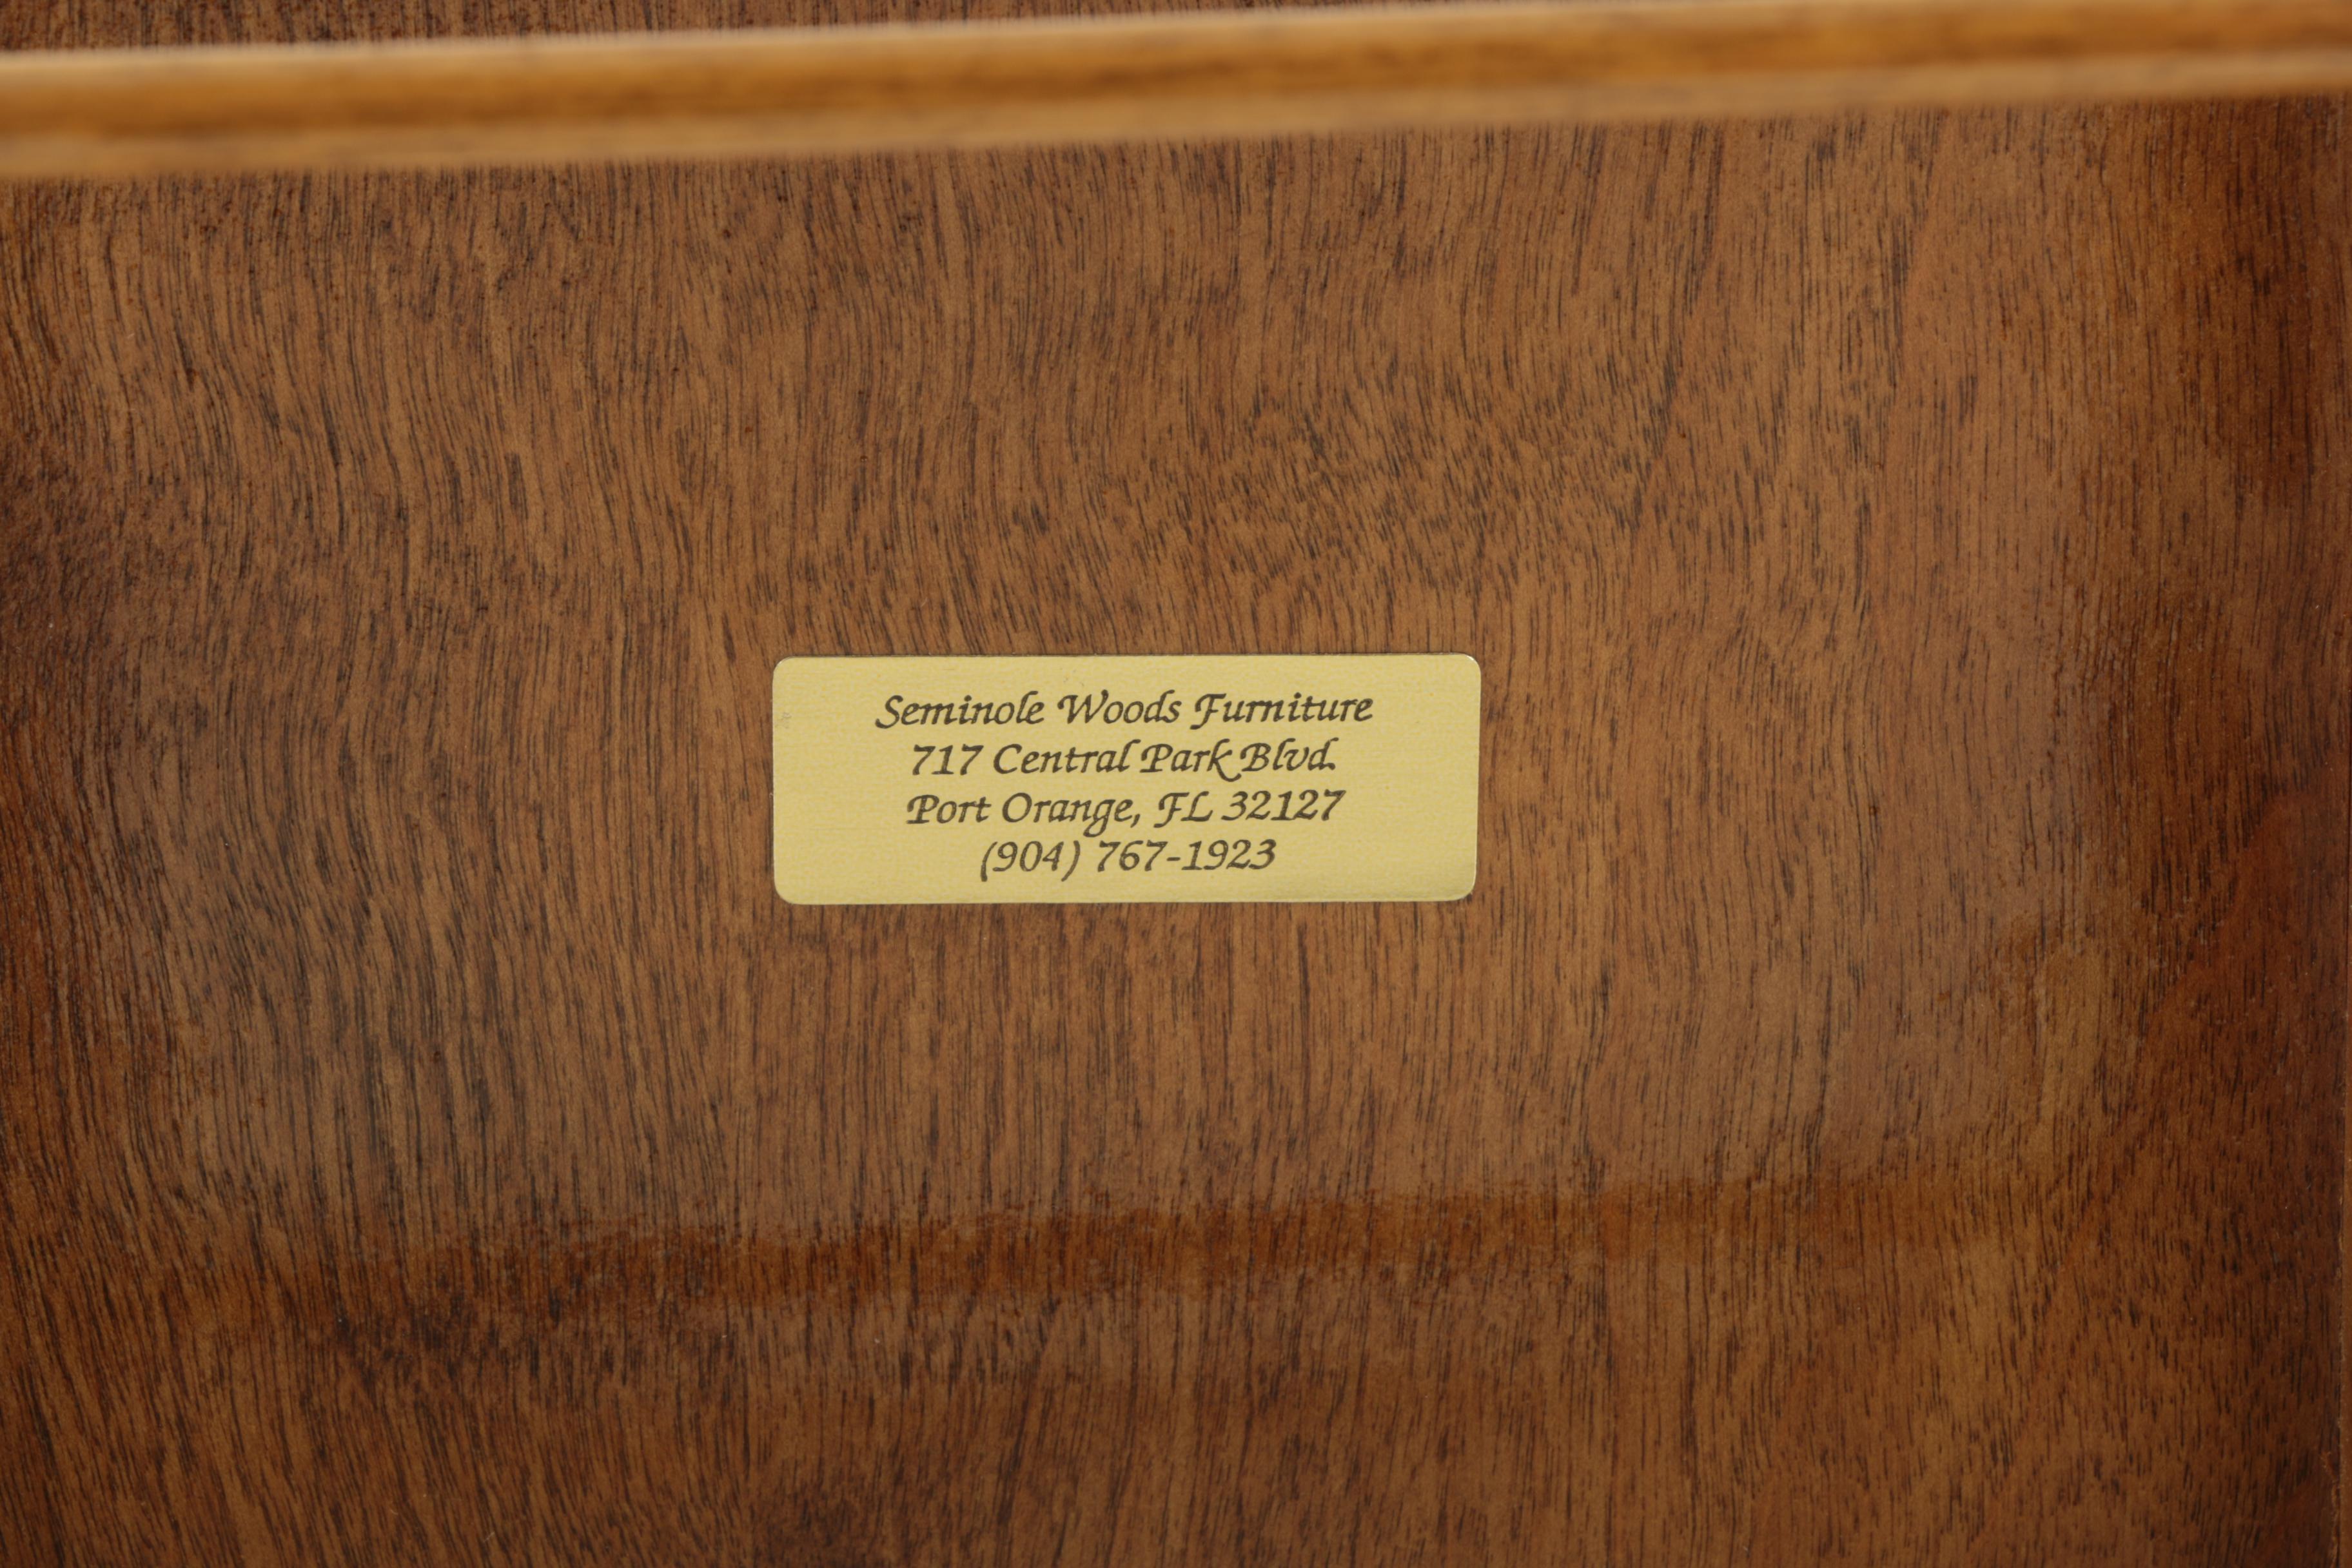 Seminole Woods Furniture
717 Central Park Blvd.
Port Orange, FL 32127
(904) 767-1923